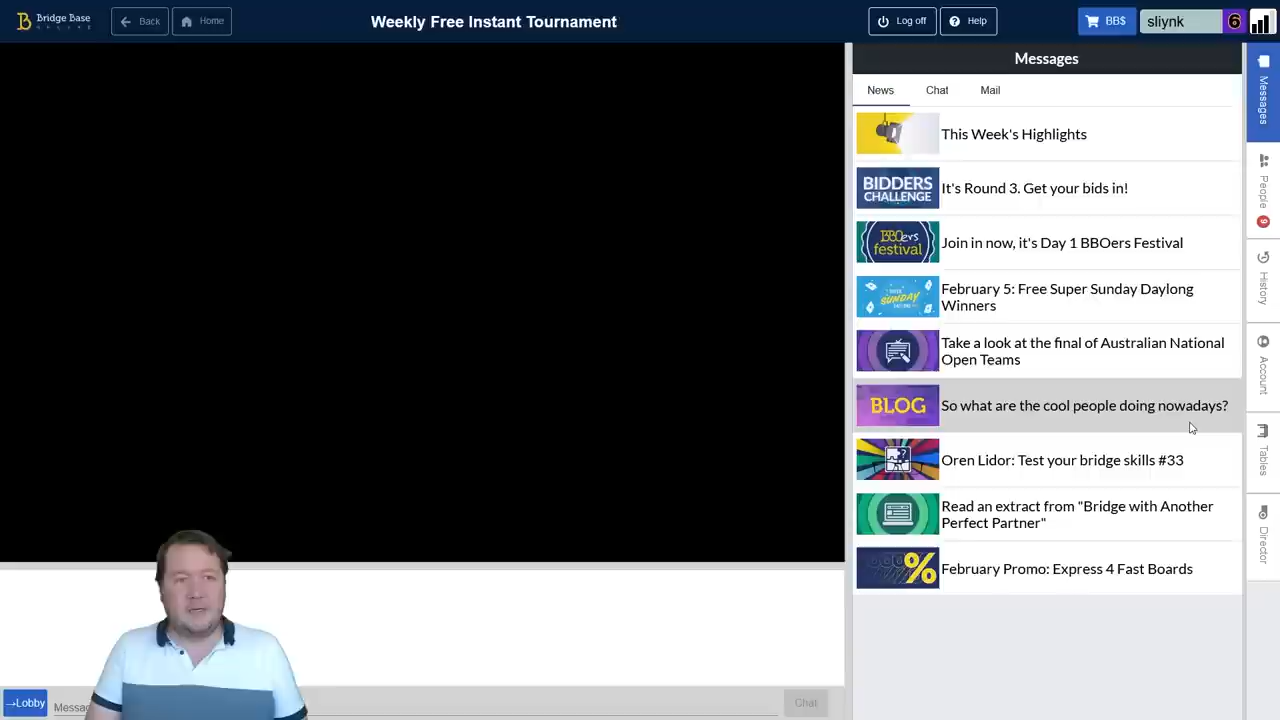 Bridge Base
ONLINE
Back
Home
Weekly Free Instant Tournament
Log off
Help
BB$
sliynk
6
Messages
News
Chat
Mail
This Week's Highlights
BIDDERS
CHALLENGE
It's Round 3. Get your bids in!
BBOers
festival
Join in now, it's Day 1 BBOers Festival
SUNDAY
February 5: Free Super Sunday Daylong
Winners
Take a look at the final of Australian National
Open Teams
BLOG
So what are the cool people doing nowadays?
Oren Lidor: Test your bridge skills #33
Read an extract from "Bridge with Another
Perfect Partner"
%
February Promo: Express 4 Fast Boards
Messages
People
9
History
Account
Tables
Director
→Lobby
Chat